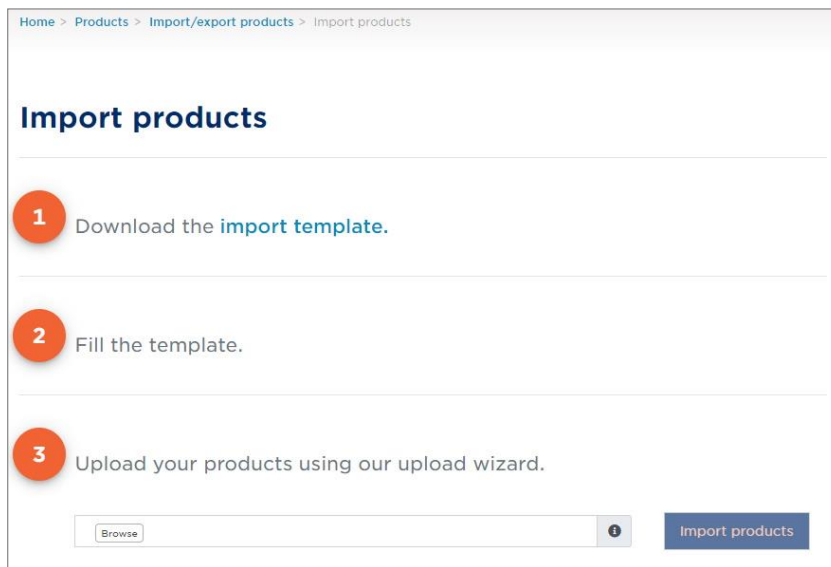 Home > Products > Import/export products > Import products
Import products
1
Download the import template.
2
Fill the template.
3
Upload your products using our upload wizard.
Browse
Import products